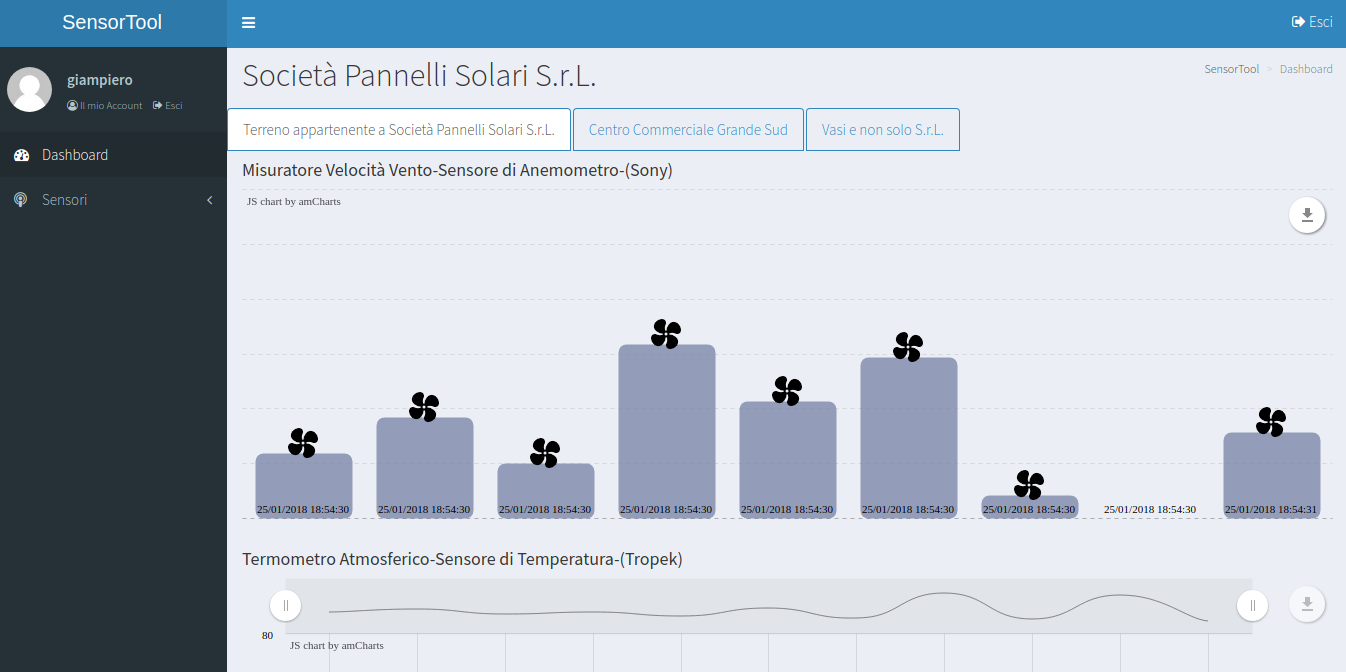 SensorTool
Esci
giampiero
Il mio Account Esci
Dashboard
Sensori
Società Pannelli Solari S.r.L.
SensorTool > Dashboard
Terreno appartenente a Società Pannelli Solari S.r.L. Centro Commerciale Grande Sud Vasi e non solo S.r.L.
Misuratore Velocità Vento-Sensore di Anemometro-(Sony)
JS chart by amCharts
25/01/2018 18:54:30 25/01/2018 18:54:30 25/01/2018 18:54:30 25/01/2018 18:54:30 25/01/2018 18:54:30 25/01/2018 18:54:30 25/01/2018 18:54:30 25/01/2018 18:54:30 25/01/2018 18:54:31
Termometro Atmosferico-Sensore di Temperatura-(Tropek)
80
JS chart by amCharts